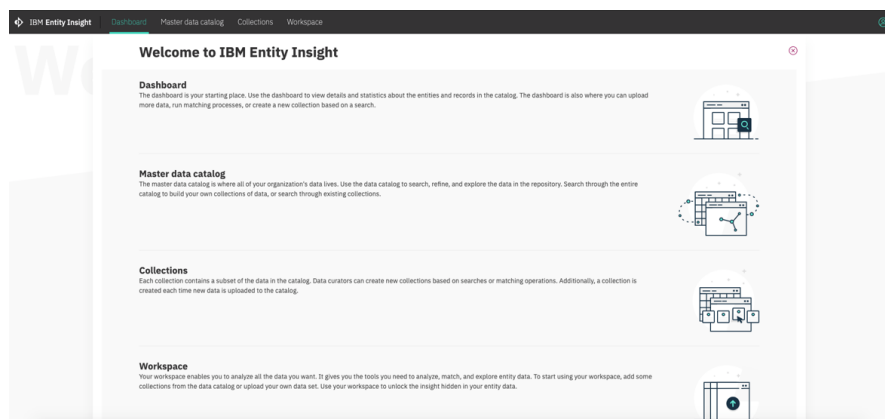 IBM Entity Insight Dashboard Master data catalog Collections Workspace
We
Welcome to IBM Entity Insight
Dashboard
The dashboard is your starting place. Use the dashboard to view details and statistics about the entities and records in the catalog. The dashboard is also where you can upload
more data, run matching processes, or create a new collection based on a search.
Master data catalog
The master data catalog is where all of your organization's data lives. Use the data catalog to search, refine, and explore the data in the repository. Search through the entire
catalog to build your own collections of data, or search through existing collections.
Collections
Each collection contains a subset of the data in the catalog. Data curators can create new collections based on searches or matching operations. Additionally, a collection is
created each time new data is uploaded to the catalog.
Workspace
Your workspace enables you to analyze all the data you want. It gives you the tools you need to analyze, match, and explore entity data. To start using your workspace, add some
collections from the data catalog or upload your own data set. Use your workspace to unlock the insight hidden in your entity data.